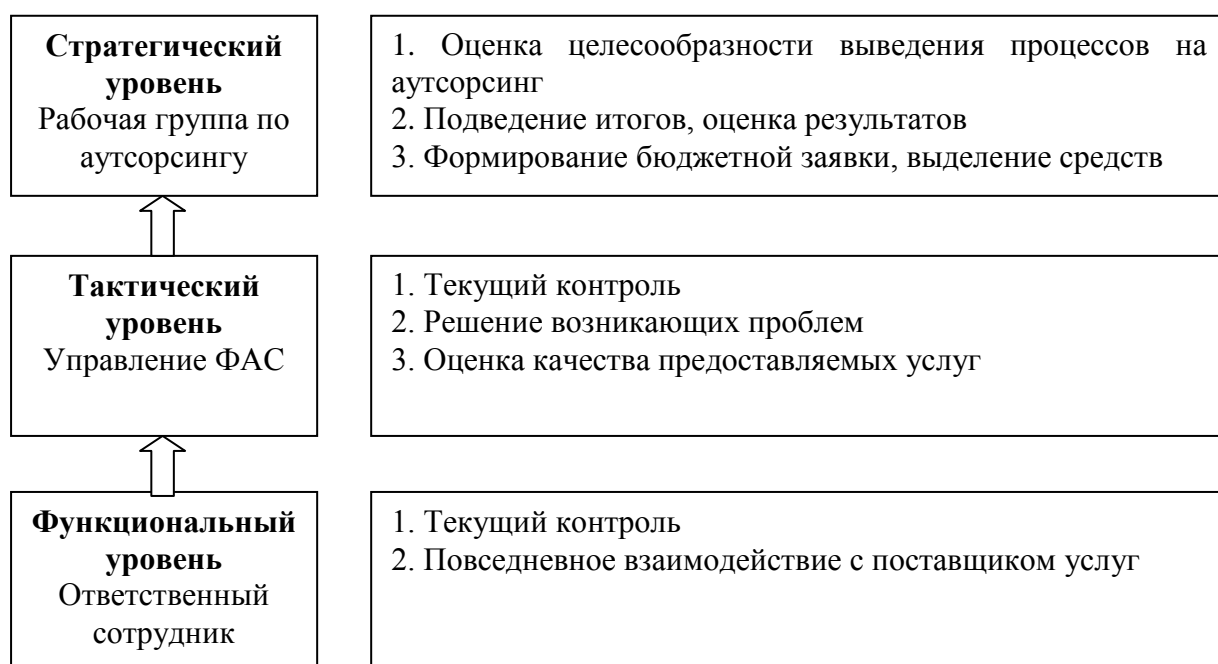 Стратегический
уровень
Рабочая группа по
аутсорсингу
1. Оценка целесообразности выведения процессов на
аутсорсинг
2. Подведение итогов, оценка результатов
3. Формирование бюджетной заявки, выделение средств
Тактический
уровень
Управление ФАС
1. Текущий контроль
2. Решение возникающих проблем
3. Оценка качества предоставляемых услуг
Функциональный
уровень
Ответственный
сотрудник
1. Текущий контроль
2. Повседневное взаимодействие с поставщиком услуг